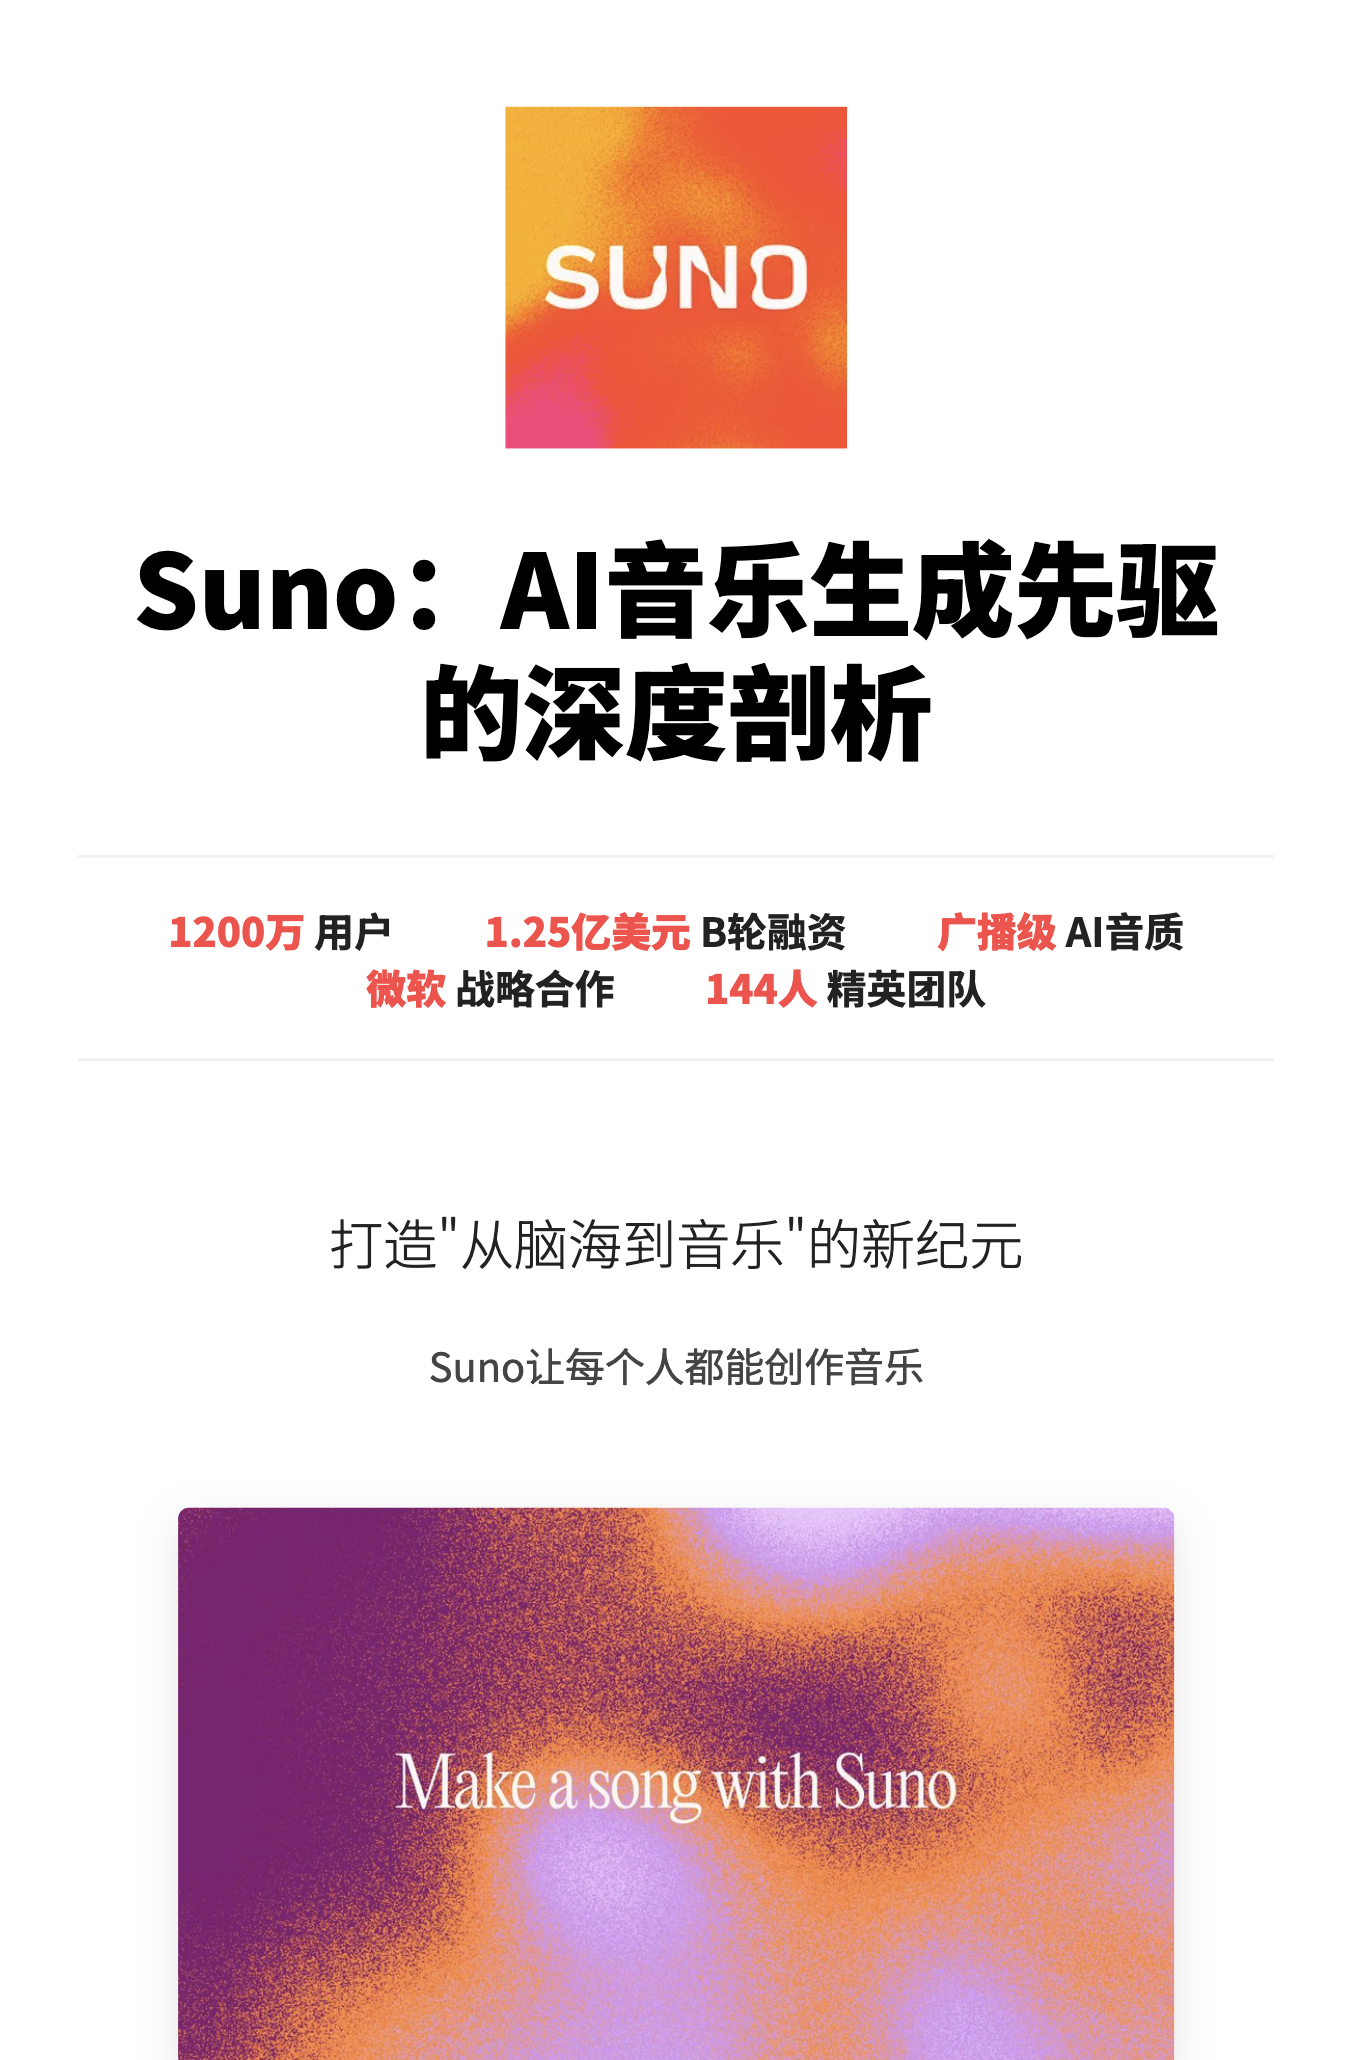 SUNO
Suno：AI音乐生成先驱
的深度剖析
1200万 用户 1.25亿美元 B轮融资 广播级 AI音质
微软 战略合作 144人 精英团队
打造"从脑海到音乐"的新纪元
Suno让每个人都能创作音乐
Make a song with Suno